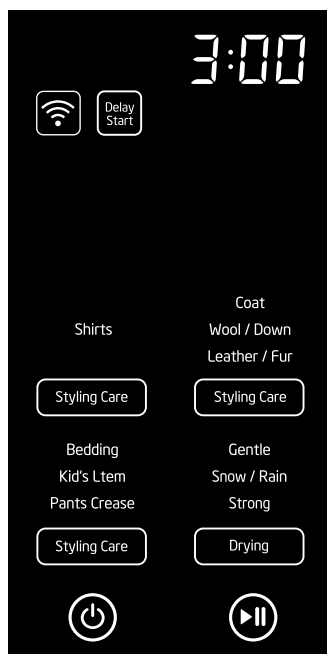 3:00
Delay
Start
Shirts
Coat
Wool / Down
Leather / Fur
Styling Care
Styling Care
Bedding
Kid's Ltem
Pants Crease
Gentle
Snow / Rain
Strong
Styling Care
Drying